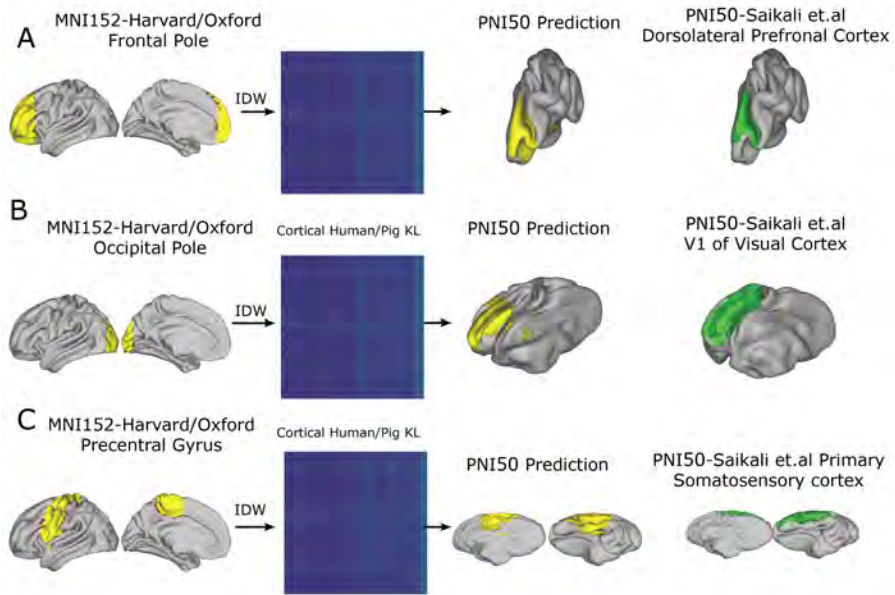 A
MNI152-Harvard/Oxford
Frontal Pole
IDW
PNI50 Prediction
PNI50-Saikali et.al
Dorsolateral Prefronal Cortex
B
MNI152-Harvard/Oxford
Occipital Pole
IDW
Cortical Human/Pig KL
PNI50 Prediction
PNI50-Saikali et.al
V1 of Visual Cortex
C
MNI152-Harvard/Oxford
Precentral Gyrus
IDW
Cortical Human/Pig KL
PNI50 Prediction
PNI50-Saikali et.al Primary
Somatosensory cortex